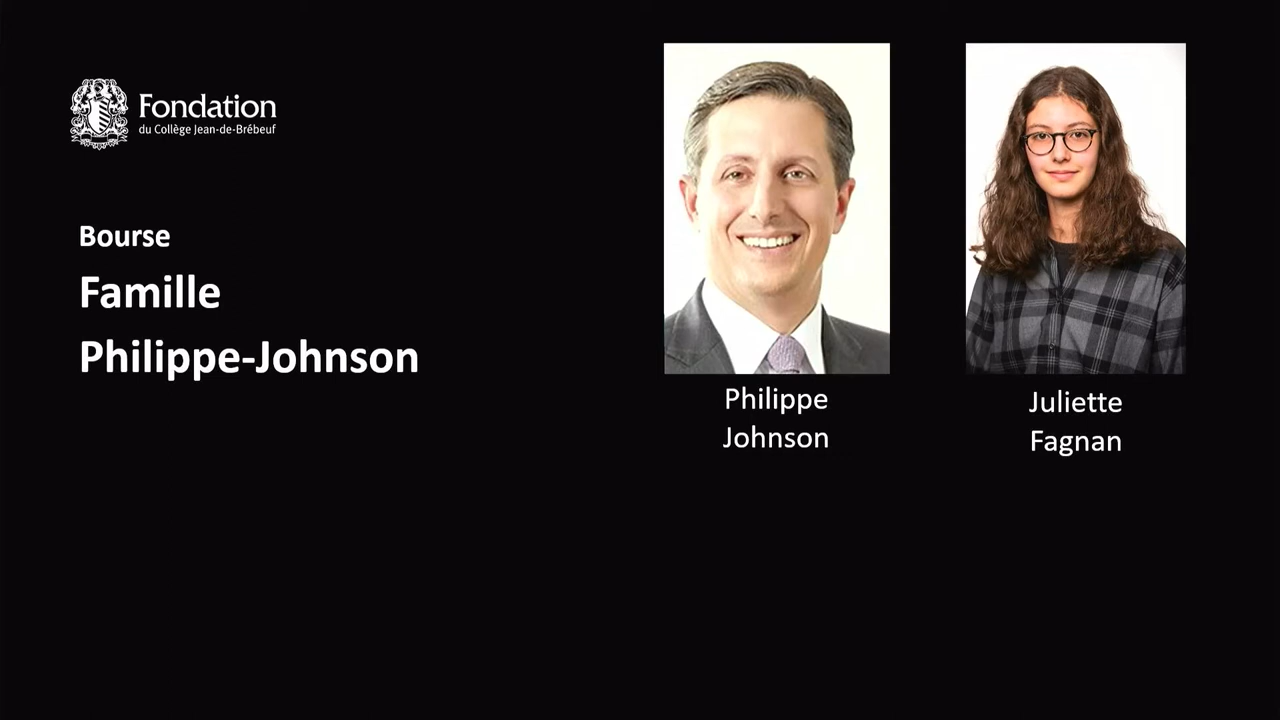 Fondation
du Collège Jean-de-Brébeuf
Bourse
Famille
Philippe-Johnson
Philippe
Johnson
Juliette
Fagnan